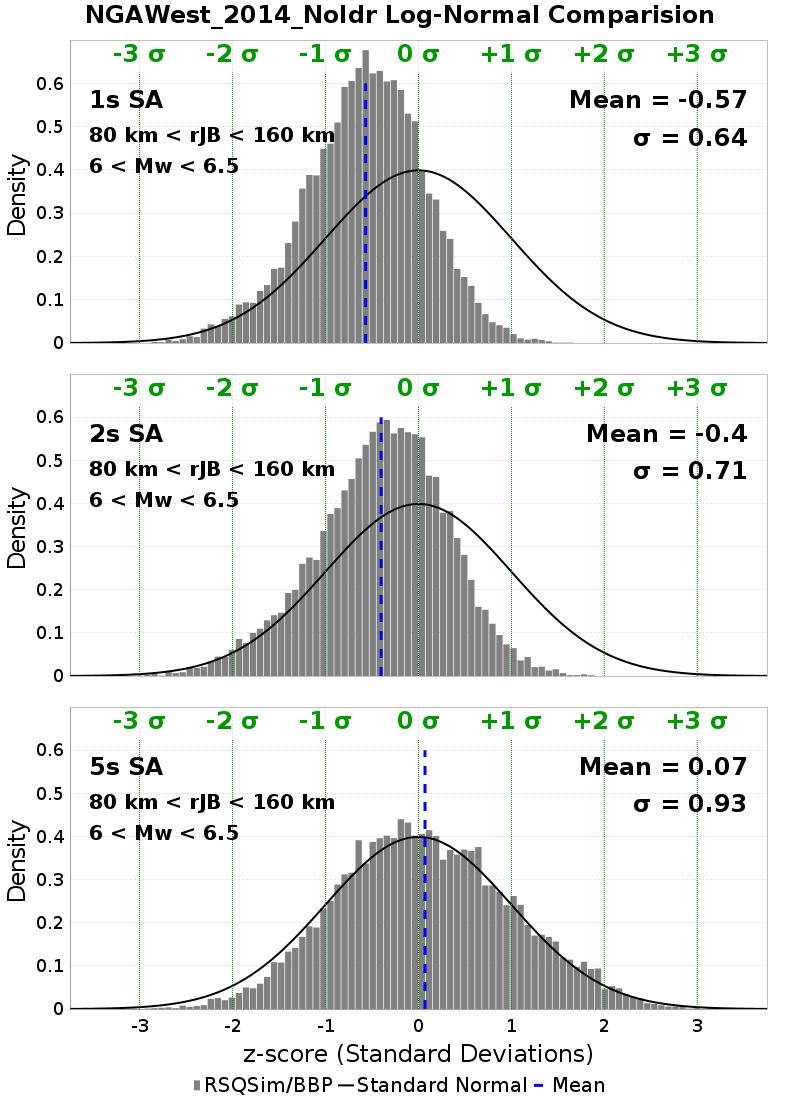 NGAWest_2014_NoIdr Log-Normal Comparision
-3 σ -2 σ -1 σ 0 σ +1 σ +2 σ +3 σ
1s SA
Mean = -0.57
80 km < rJB < 160 km
σ = 0.64
6 < Mw < 6.5
Density
0.6
0.5
0.4
0.3
0.2
0.1
0
-3 σ -2 σ -1 σ 0 σ +1 σ +2 σ +3 σ
2s SA
Mean = -0.4
80 km < rJB < 160 km
σ = 0.71
6 < Mw < 6.5
Density
0.6
0.5
0.4
0.3
0.2
0.1
0
-3 σ -2 σ -1 σ 0 σ +1 σ +2 σ +3 σ
5s SA
Mean = 0.07
80 km < rJB < 160 km
σ = 0.93
6 < Mw < 6.5
Density
0.6
0.5
0.4
0.3
0.2
0.1
0
-3 -2 -1 0 1 2 3
z-score (Standard Deviations)
RSQSim/BBP Standard Normal Mean